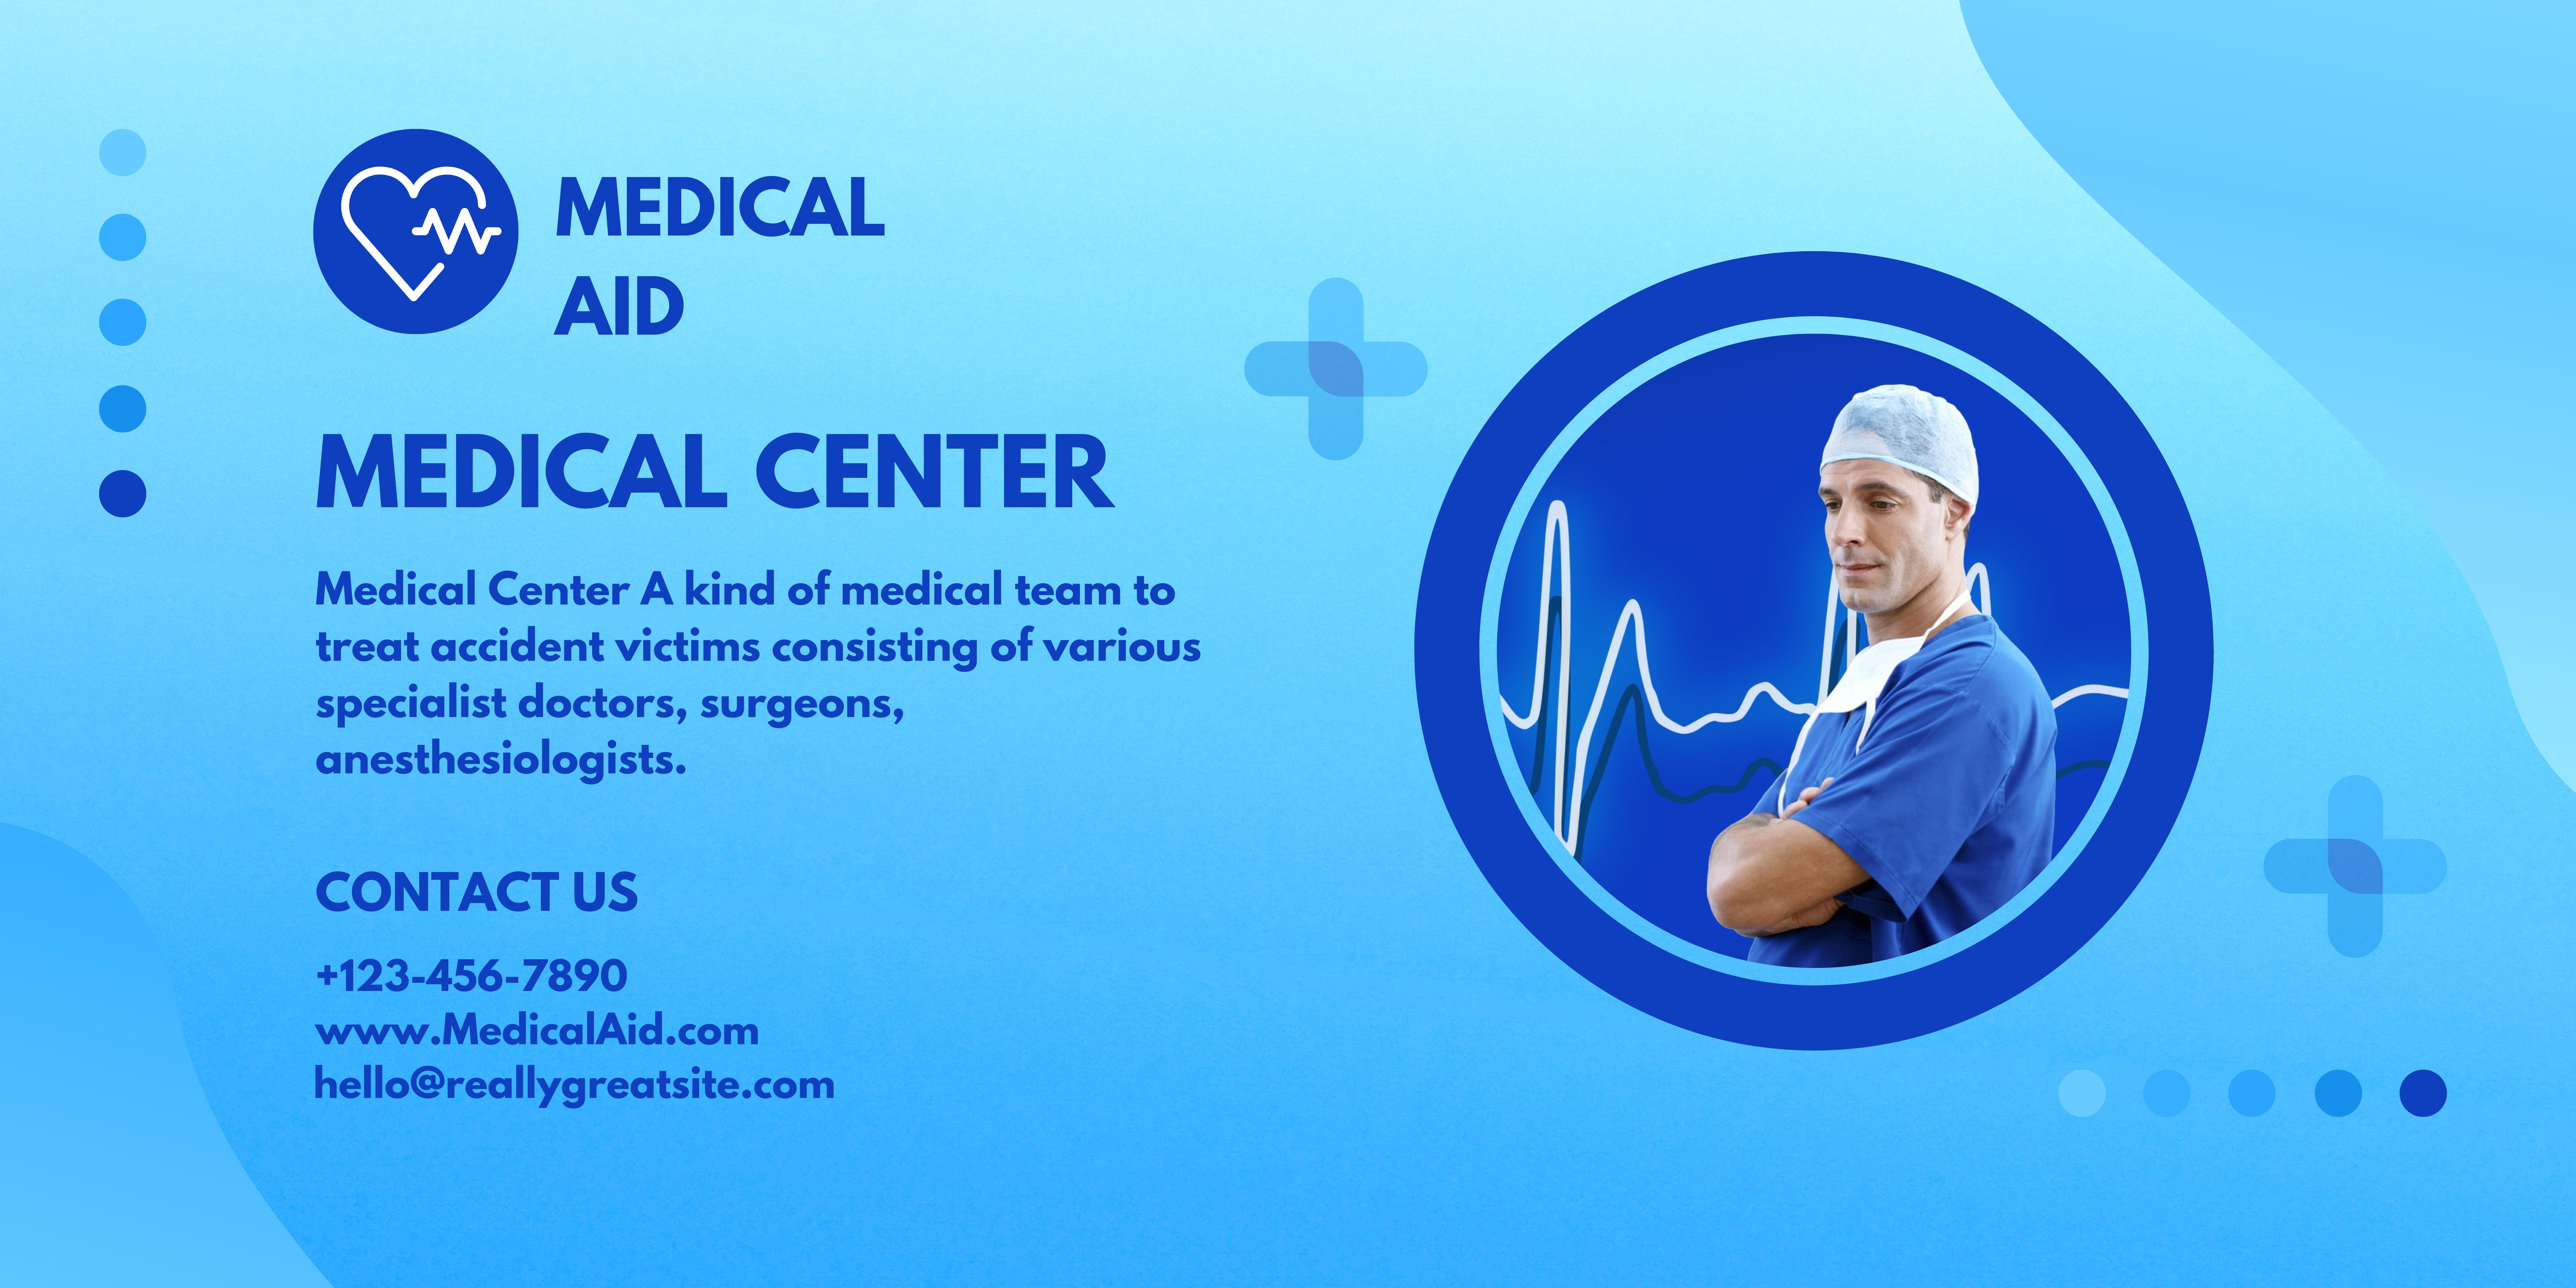 MEDICAL
AID
MEDICAL CENTER
Medical Center A kind of medical team to
treat accident victims consisting of various
specialist doctors, surgeons,
anesthesiologists.
CONTACT US
+123-456-7890
www.MedicalAid.com
hello@reallygreatsite.com